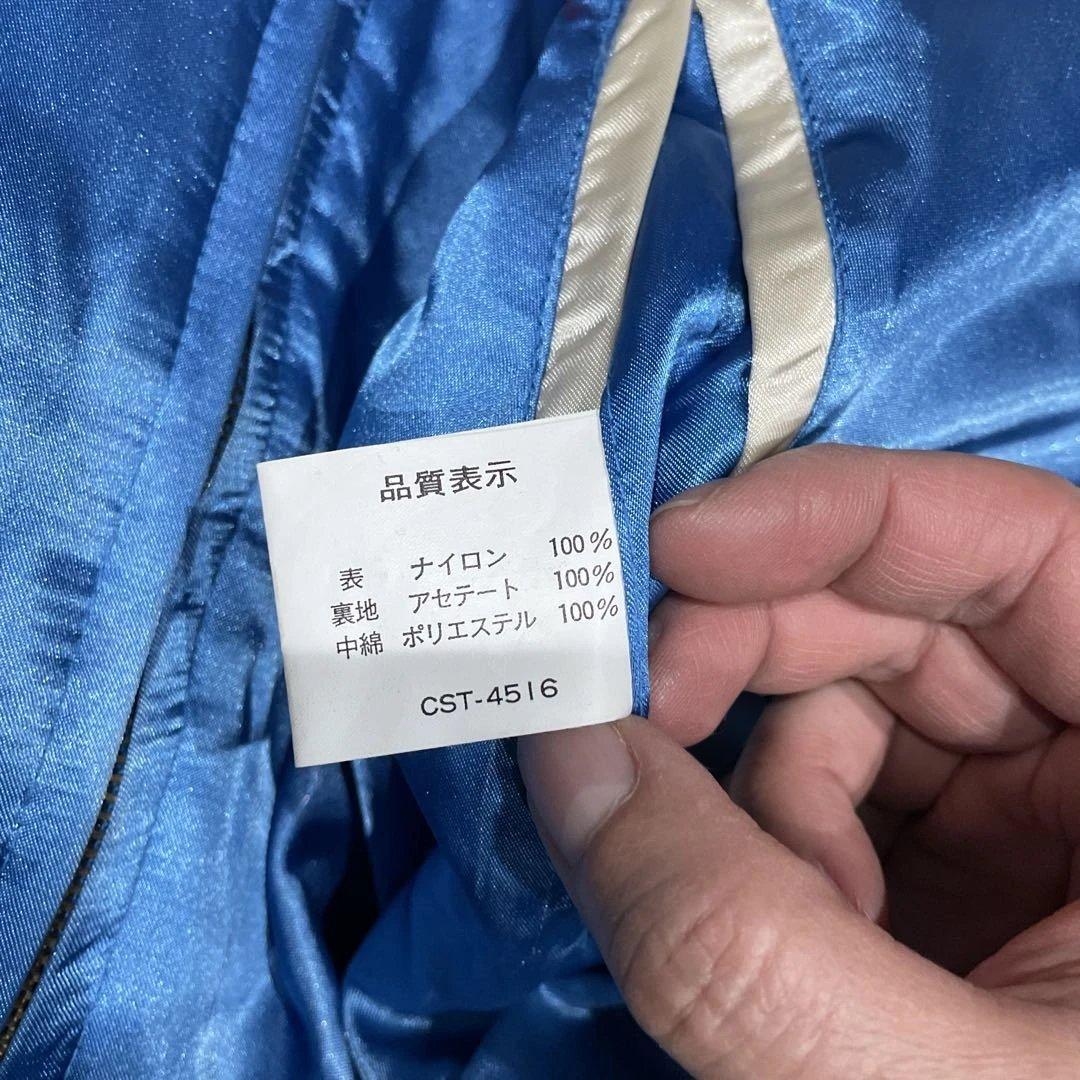 品質表示
表 ナイロン 100%
裏地 アセテート 100%
中綿 ポリエステル 100%
CST-4516